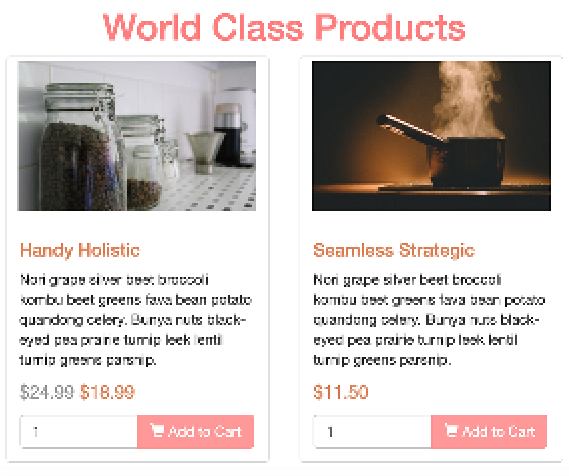 World Class Products
Handy Holistic
Nori grape silver beet broccoli
kombu beet greens fava bean potato
quandong celery. Bunya nuts black-
eyed pea prairie turnip leek lentil
turnip greens parsnip.
$24.99 $18.99
1 Add to Cart
Seamless Strategic
Nori grape silver beet broccoli
kombu beet greens fava bean potato
quandong celery. Bunya nuts black-
eyed pea prairie turnip leek lentil
turnip greens parsnip.
$11.50
1 Add to Cart